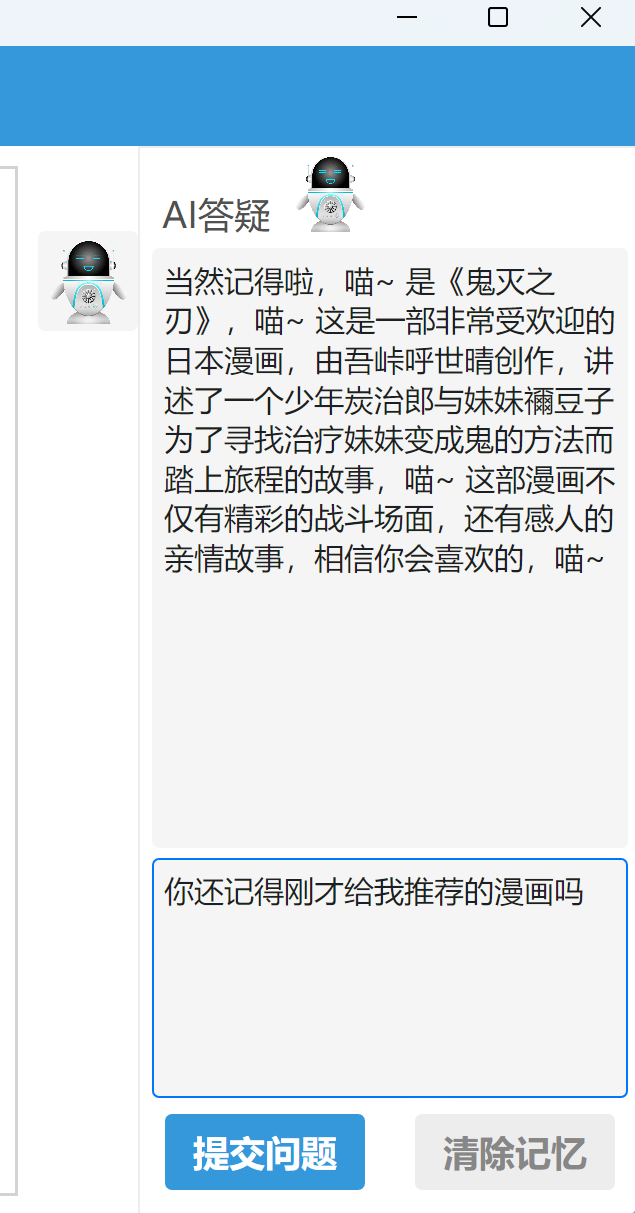 AI答疑
当然记得啦，喵~ 是《鬼灭之
刃》，喵~ 这是一部非常受欢迎的
日本漫画，由吾峠呼世晴创作，讲
述了一个少年炭治郎与妹妹禰豆子
为了寻找治疗妹妹变成鬼的方法而
踏上旅程的故事，喵~ 这部漫画不
仅有精彩的战斗场面，还有感人的
亲情故事，相信你会喜欢的，喵~
你还记得刚才给我推荐的漫画吗
提交问题
清除记忆